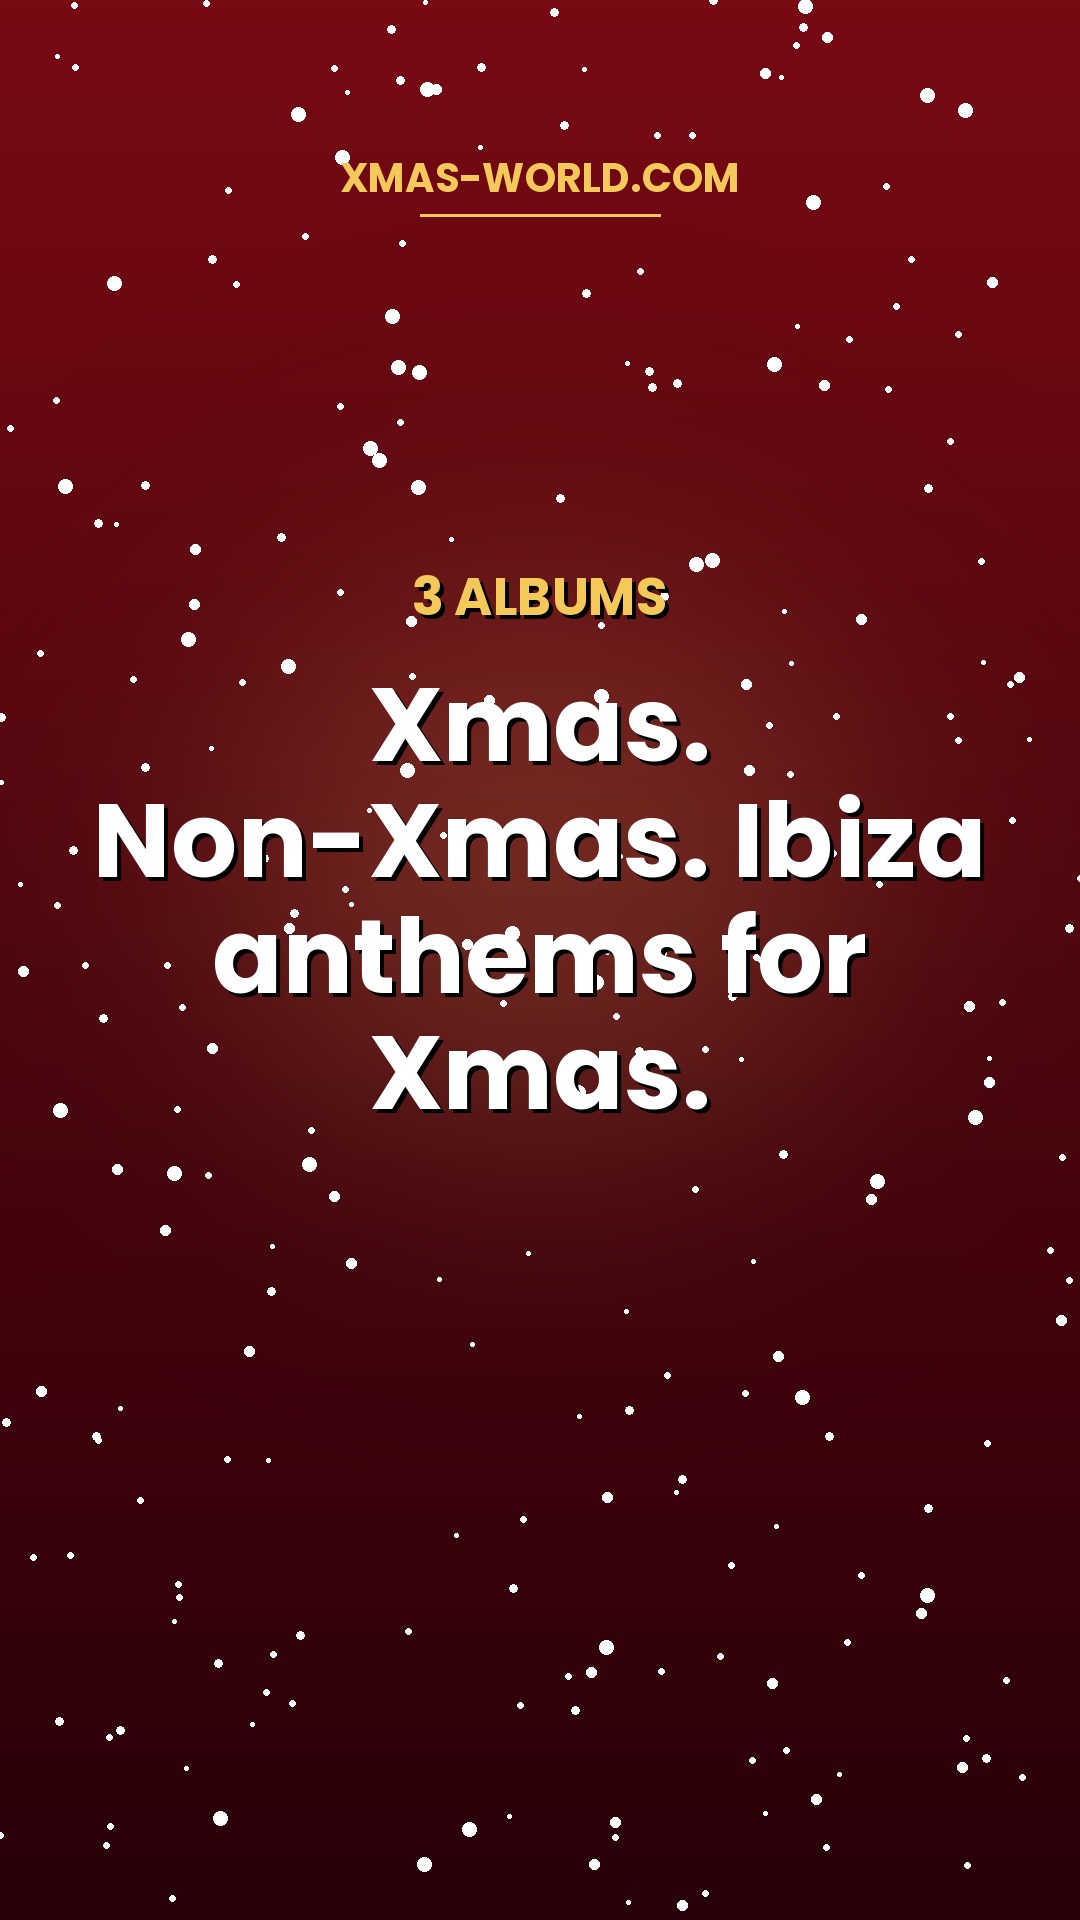 XMAS-WORLD.COM
3 ALBUMS
Xmas.
Non-Xmas. Ibiza
anthems for
Xmas.